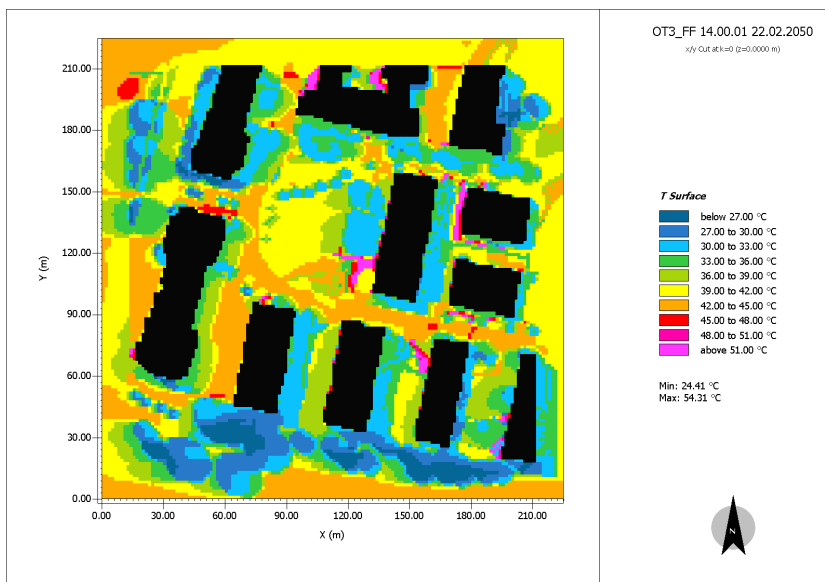 OT3_FF 14.00.01 22.02.2050
x/y Cut at k=0 (z=0.0000 m)
210.00
180.00
150.00
120.00
90.00
60.00
30.00
0.00
Y (m)
0.00 30.00 60.00 90.00 120.00 150.00 180.00 210.00
X (m)
T Surface
below 27.00 °C
27.00 to 30.00 °C
30.00 to 33.00 °C
33.00 to 36.00 °C
36.00 to 39.00 °C
39.00 to 42.00 °C
42.00 to 45.00 °C
45.00 to 48.00 °C
48.00 to 51.00 °C
above 51.00 °C
Min: 24.41 °C
Max: 54.31 °C
N